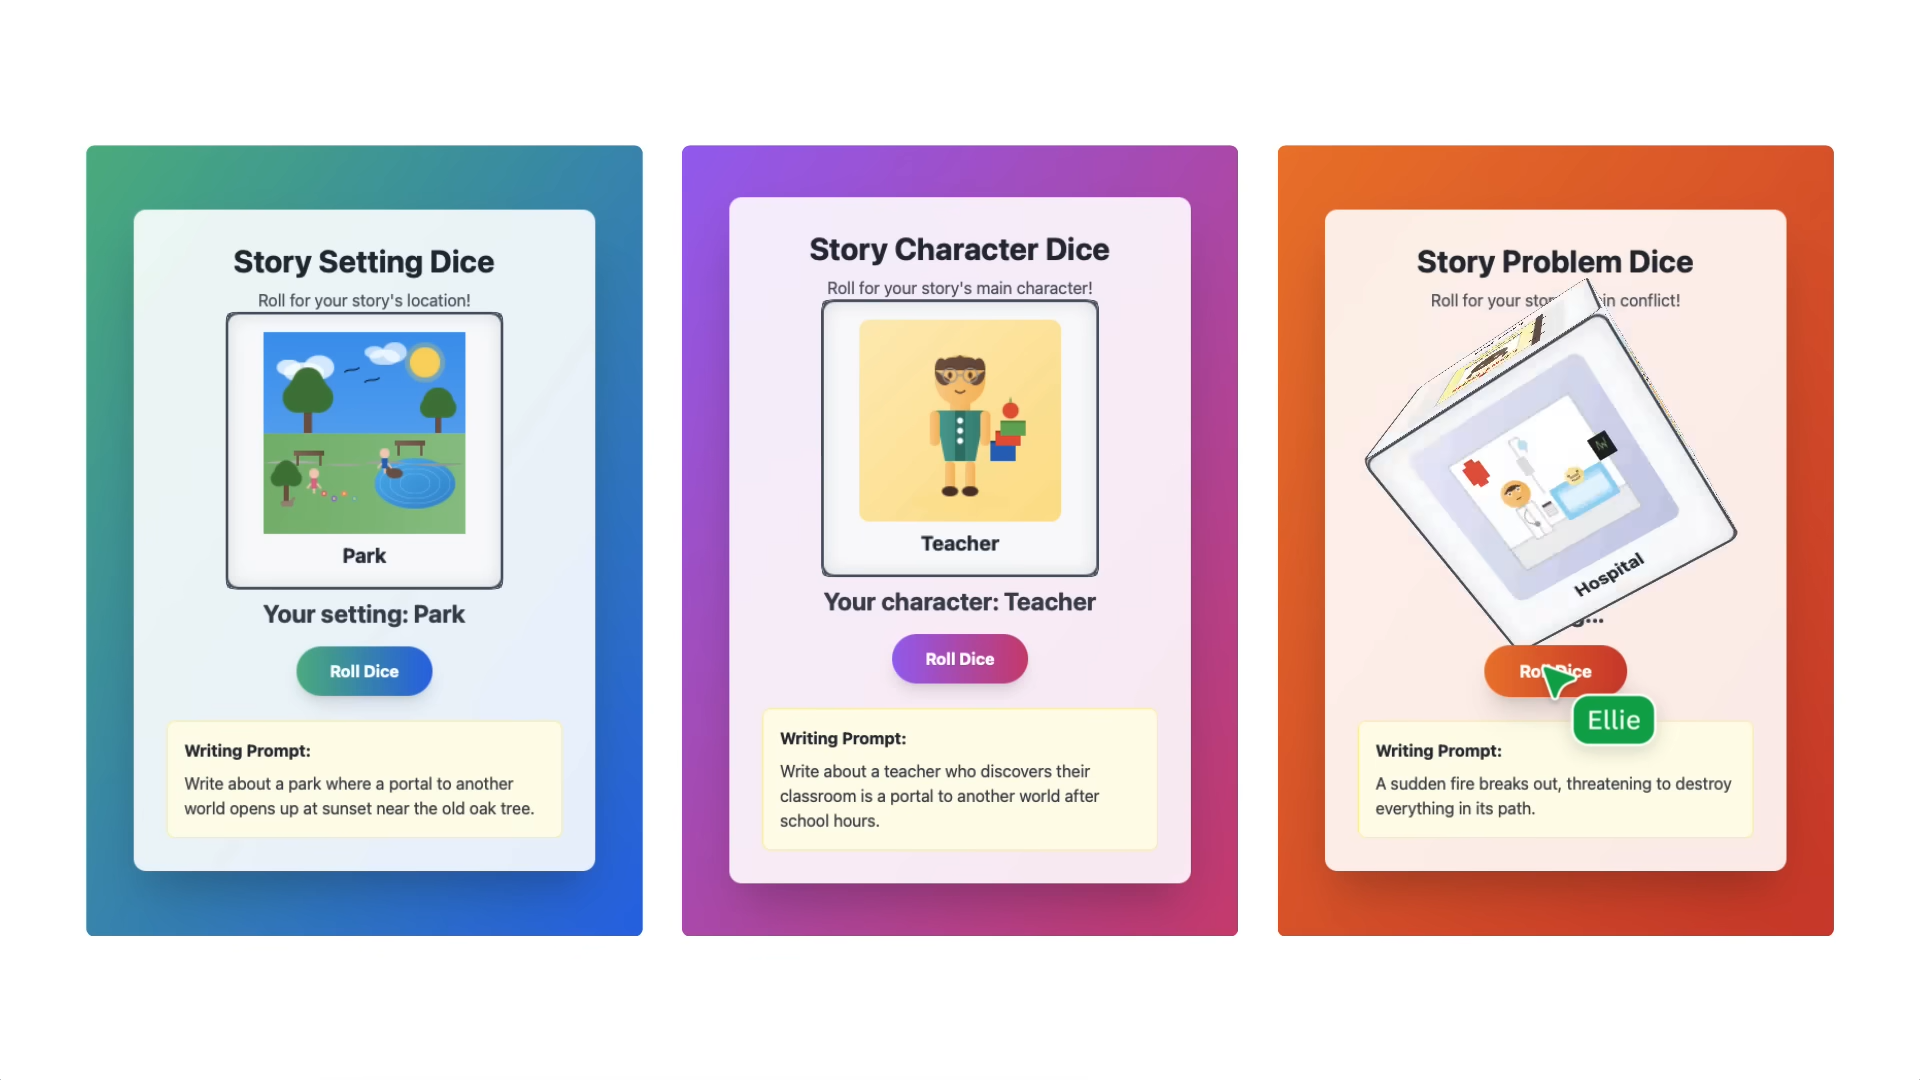 Story Setting Dice
Roll for your story's location!
Park
Your setting: Park
Roll Dice
Writing Prompt:
Write about a park where a portal to another
world opens up at sunset near the old oak tree.
Story Character Dice
Roll for your story's main character!
Teacher
Your character: Teacher
Roll Dice
Writing Prompt:
Write about a teacher who discovers their
classroom is a portal to another world after
school hours.
Story Problem Dice
Roll for your conflict!
Hospital
Roll Dice
Ellie
Writing Prompt:
A sudden fire breaks out, threatening to destroy
everything in its path.